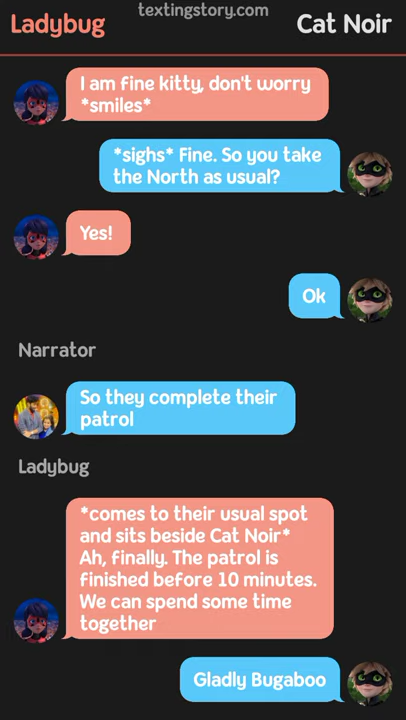 textingstory.com
Ladybug
Cat Noir
I am fine kitty, don't worry
*smiles*
*sighs* Fine. So you take
the North as usual?
Yes!
Ok
Narrator
So they complete their
patrol
Ladybug
*comes to their usual spot
and sits beside Cat Noir*
Ah, finally. The patrol is
finished before 10 minutes.
We can spend some time
together
Gladly Bugaboo